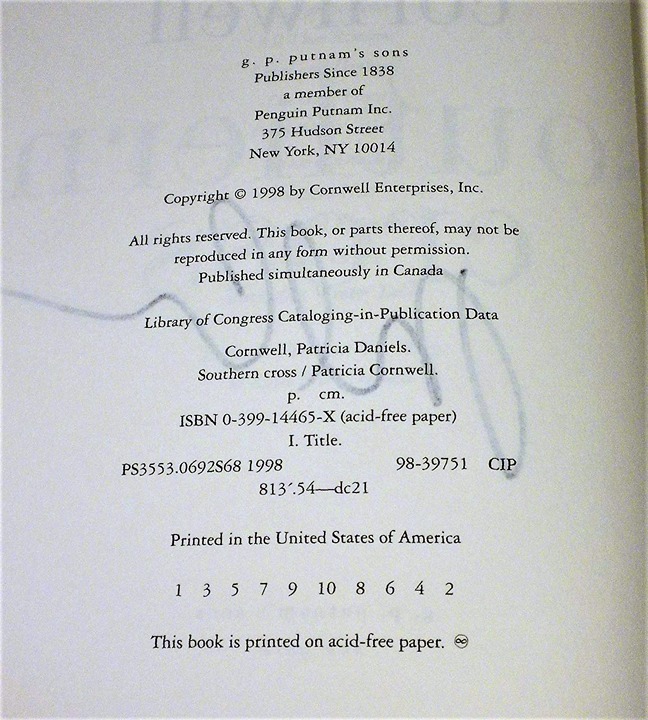 g. p. putnam's sons
Publishers Since 1838
a member of
Penguin Putnam Inc.
375 Hudson Street
New York, NY 10014
Copyright © 1998 by Cornwell Enterprises, Inc.
All rights reserved. This book, or parts thereof, may not be
reproduced in any form without permission.
Published simultaneously in Canada
Library of Congress Cataloging-in-Publication Data
Cornwell, Patricia Daniels.
Southern cross / Patricia Cornwell.
p. cm.
ISBN 0-399-14465-X (acid-free paper)
I. Title.
PS3553.0692S68 1998 98-39751 CIP
813′.54—dc21
Printed in the United States of America
1 3 5 7 9 10 8 6 4 2
This book is printed on acid-free paper. ♾